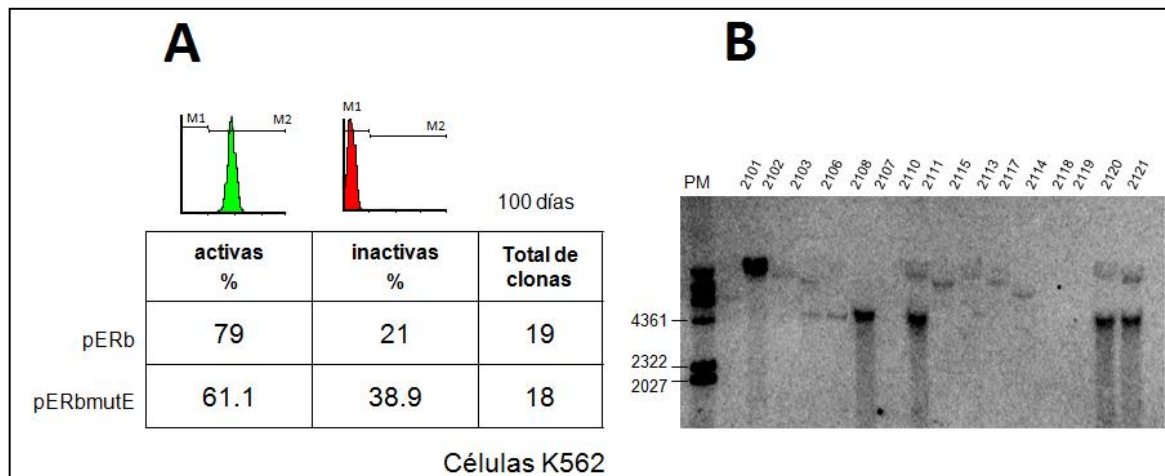 A
M1
M2
M1
M2
100 días
activas
%
inactivas
%
Total de
clonas
pERb
79
21
19
pERbmutE
61.1
38.9
18
Células K562
B
PM
2101
2102
2103
2106
2108
2107
2110
2111
2115
2113
2117
2114
2118
2119
2120
2121
4361
2322
2027